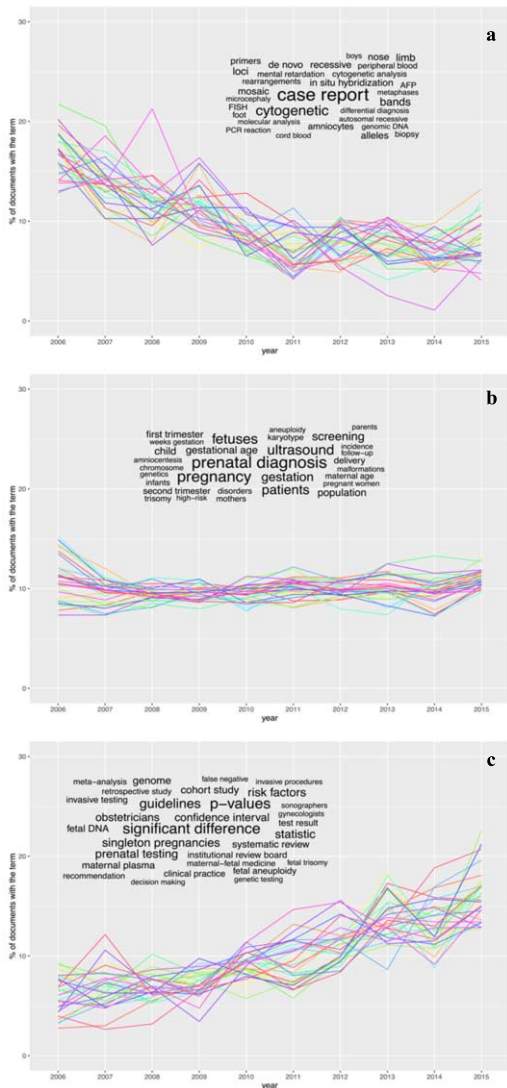 a
30
20
10
0
% of documents with the term
boys nose limb
primers de novo recessive peripheral blood
loci mental retardation cytogenetic analysis
rearrangements in situ hybridization AFP
mosaic case report metaphases
microcephaly bands
FISH cytogenetic differential diagnosis
foot autosomal recessive
molecular analysis amniocytes genomic DNA
PCR reaction cord blood alleles biopsy
2006 2007 2008 2009 2010 2011 2012 2013 2014 2015
year
b
30
20
10
0
% of documents with the term
aneuploidy parents
first trimester fetuses karyotype screening
weeks gestation
child gestational age ultrasound incidence
follow-up
amniocentesis prenatal diagnosis delivery
chromosome malformations
genetics pregnancy gestation maternal age
infants pregnant women
second trimester disorders patients population
trisomy high-risk mothers
2006 2007 2008 2009 2010 2011 2012 2013 2014 2015
year
c
30
20
10
0
% of documents with the term
meta-analysis genome false negative invasive procedures
retrospective study cohort study risk factors
invasive testing guidelines p-values sonographers
obstetricians confidence interval gynecologists
test result
fetal DNA significant difference statistic
singleton pregnancies systematic review
prenatal testing institutional review board
maternal plasma maternal-fetal medicine fetal trisomy
recommendation clinical practice fetal aneuploidy
decision making genetic testing
2006 2007 2008 2009 2010 2011 2012 2013 2014 2015
year